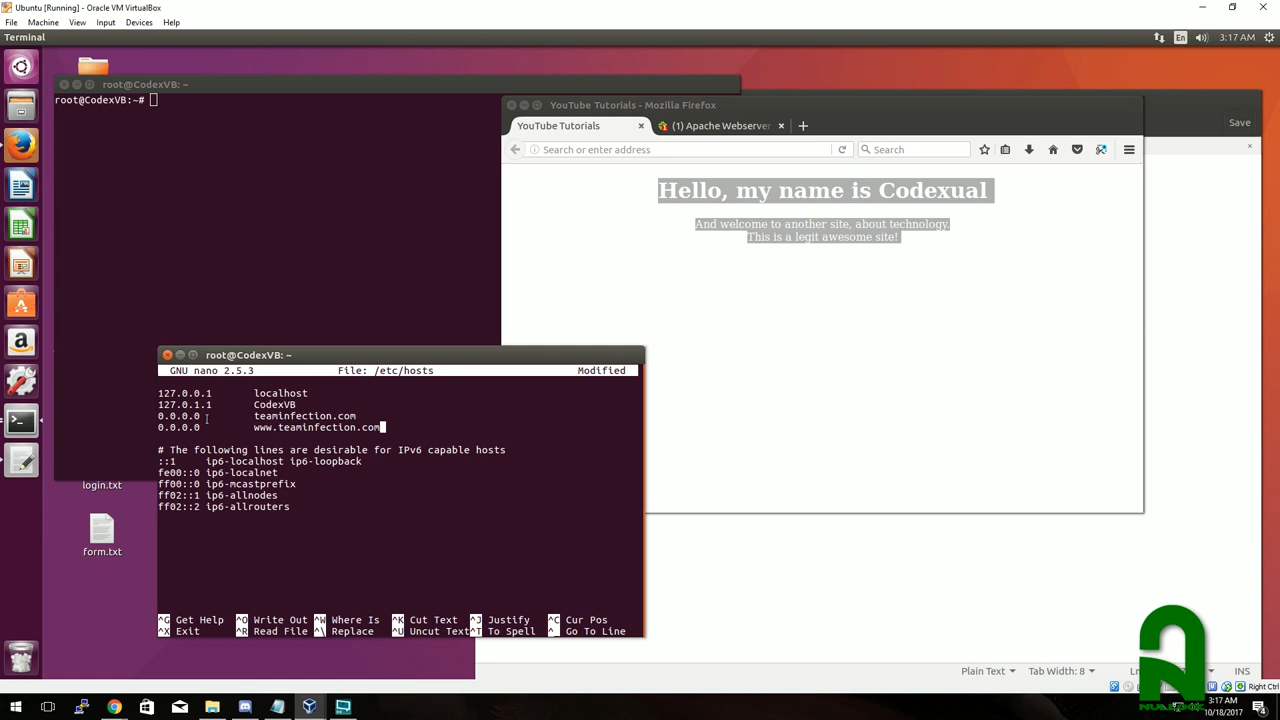 Ubuntu [Running] - Oracle VM VirtualBox
File Machine View Input Devices Help
Terminal
En
3:17 AM
root@CodexVB: ~
root@CodexVB:~#
YouTube Tutorials - Mozilla Firefox
Save
YouTube Tutorials
(1) Apache Webserver
Search or enter address
Search
Hello, my name is Codexual
And welcome to another site, about technology.
This is a legit awesome site!
root@CodexVB: ~
GNU nano 2.5.3 File: /etc/hosts Modified
127.0.0.1 localhost
127.0.1.1 CodexVB
0.0.0.0 teaminfection.com
0.0.0.0 www.teaminfection.com
# The following lines are desirable for IPv6 capable hosts
::1 ip6-localhost ip6-loopback
fe00::0 ip6-localnet
ff00::0 ip6-mcastprefix
ff02::1 ip6-allnodes
ff02::2 ip6-allrouters
^G Get Help ^O Write Out ^W Where Is ^K Cut Text ^J Justify ^C Cur Pos
^X Exit ^R Read File ^\ Replace ^U Uncut Text ^T To Spell ^_ Go To Line
login.txt
form.txt
Plain Text Tab Width: 8 INS
Right Ctrl
3:17 AM
10/18/2017